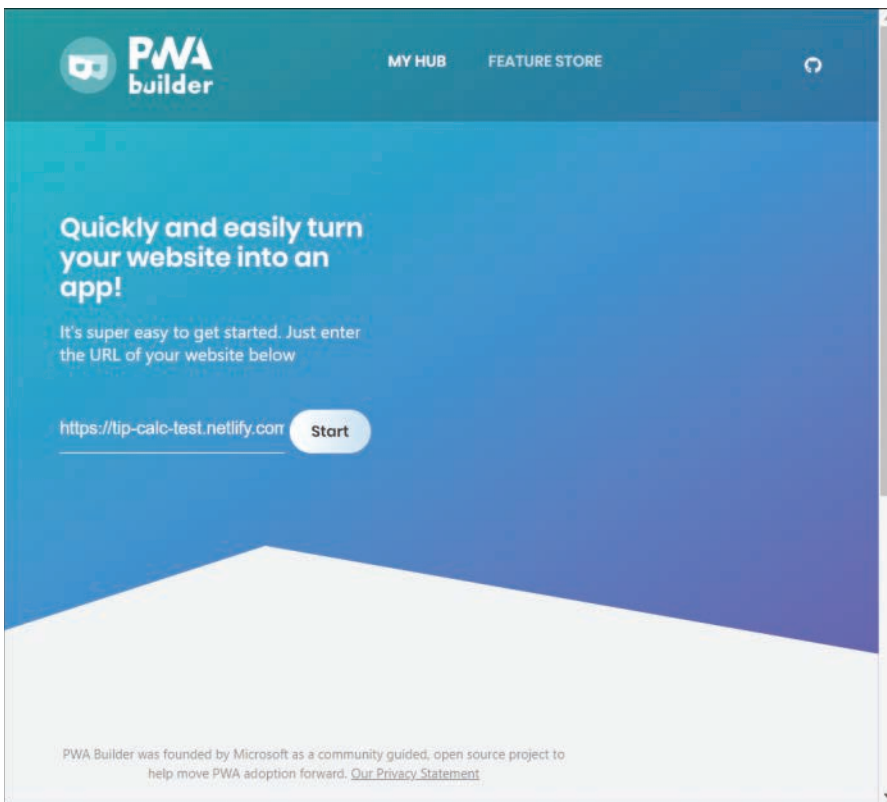 PWA
builder
MY HUB
FEATURE STORE
Quickly and easily turn
your website into an
app!
It's super easy to get started. Just enter
the URL of your website below
https://tip-calc-test.netlify.com
Start
PWA Builder was founded by Microsoft as a community guided, open source project to
help move PWA adoption forward. Our Privacy Statement